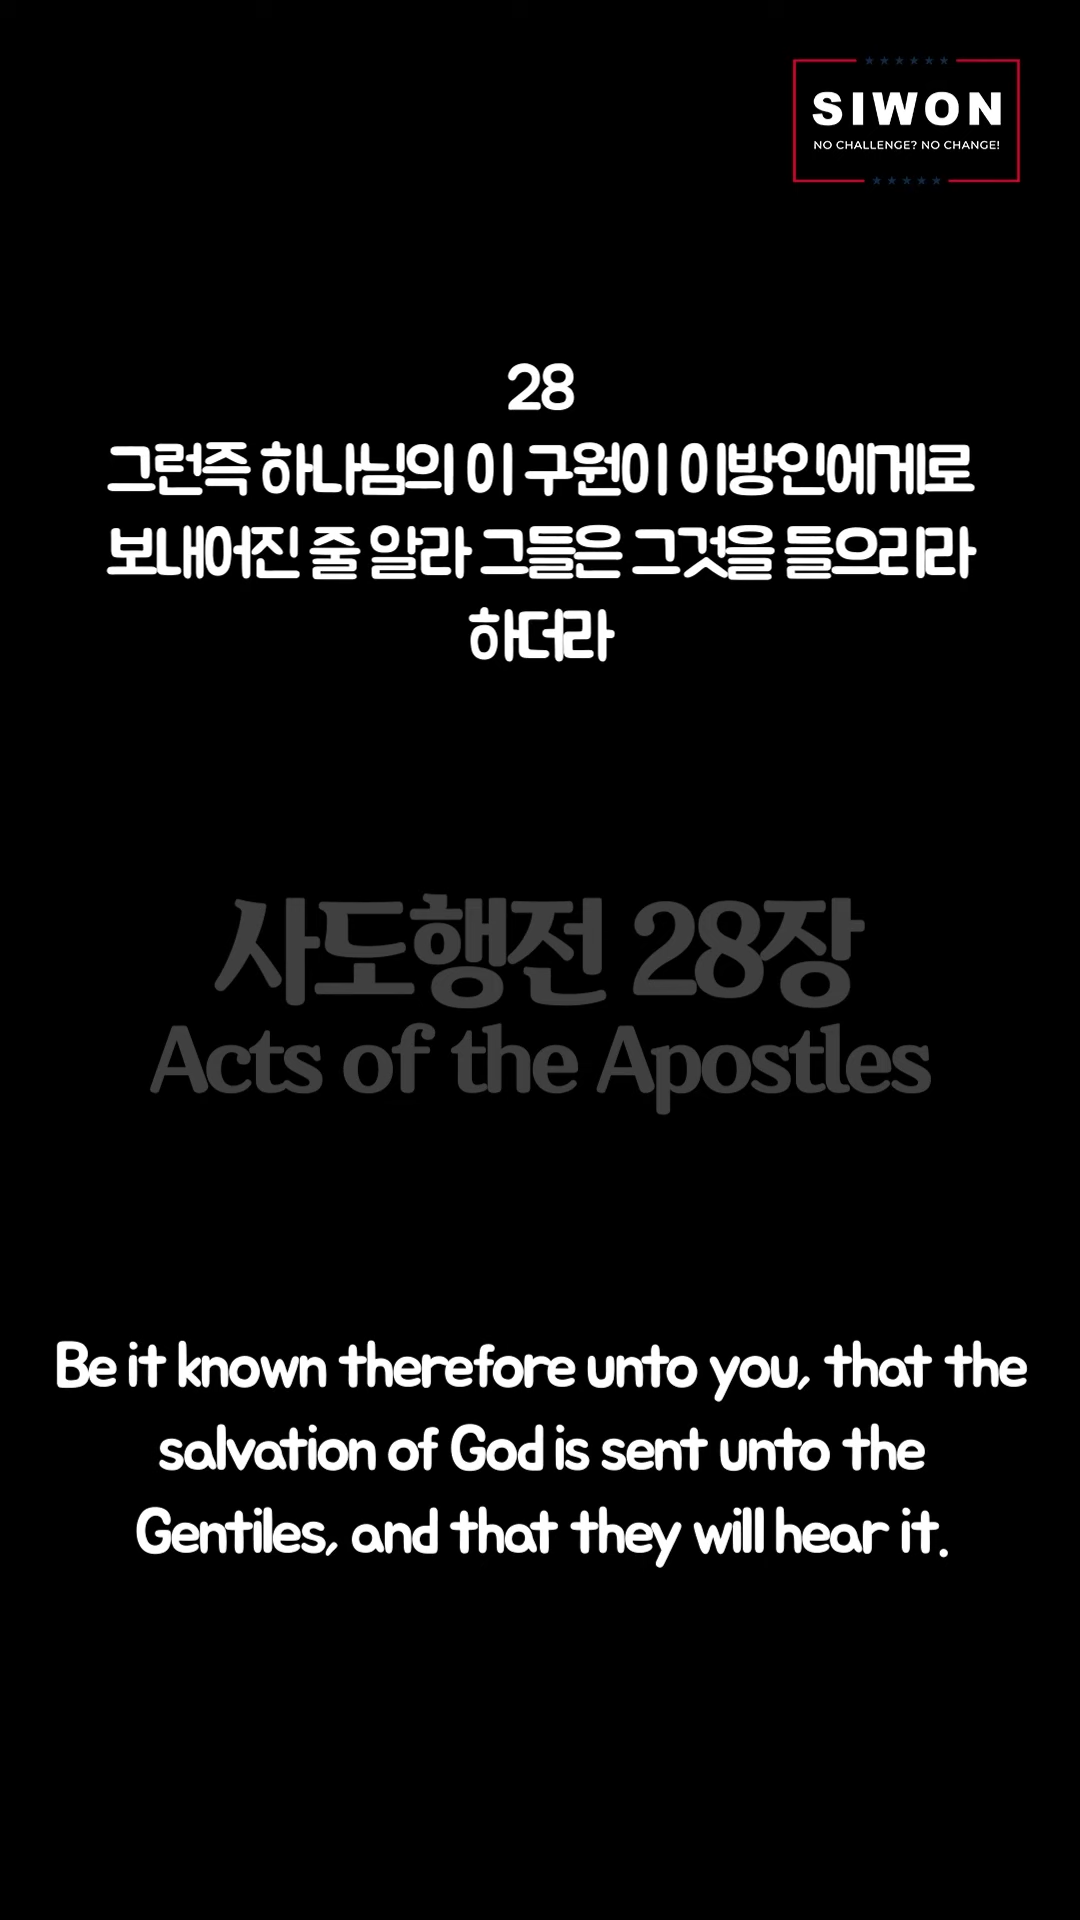 SIWON
NO CHALLENGE? NO CHANGE!
28
그런즉 하나님의 이 구원이 이방인에게로
보내어진 줄 알라 그들은 그것을 들으리라
하더라
사도행전 28장
Acts of the Apostles
Be it known therefore unto you, that the
salvation of God is sent unto the
Gentiles, and that they will hear it.